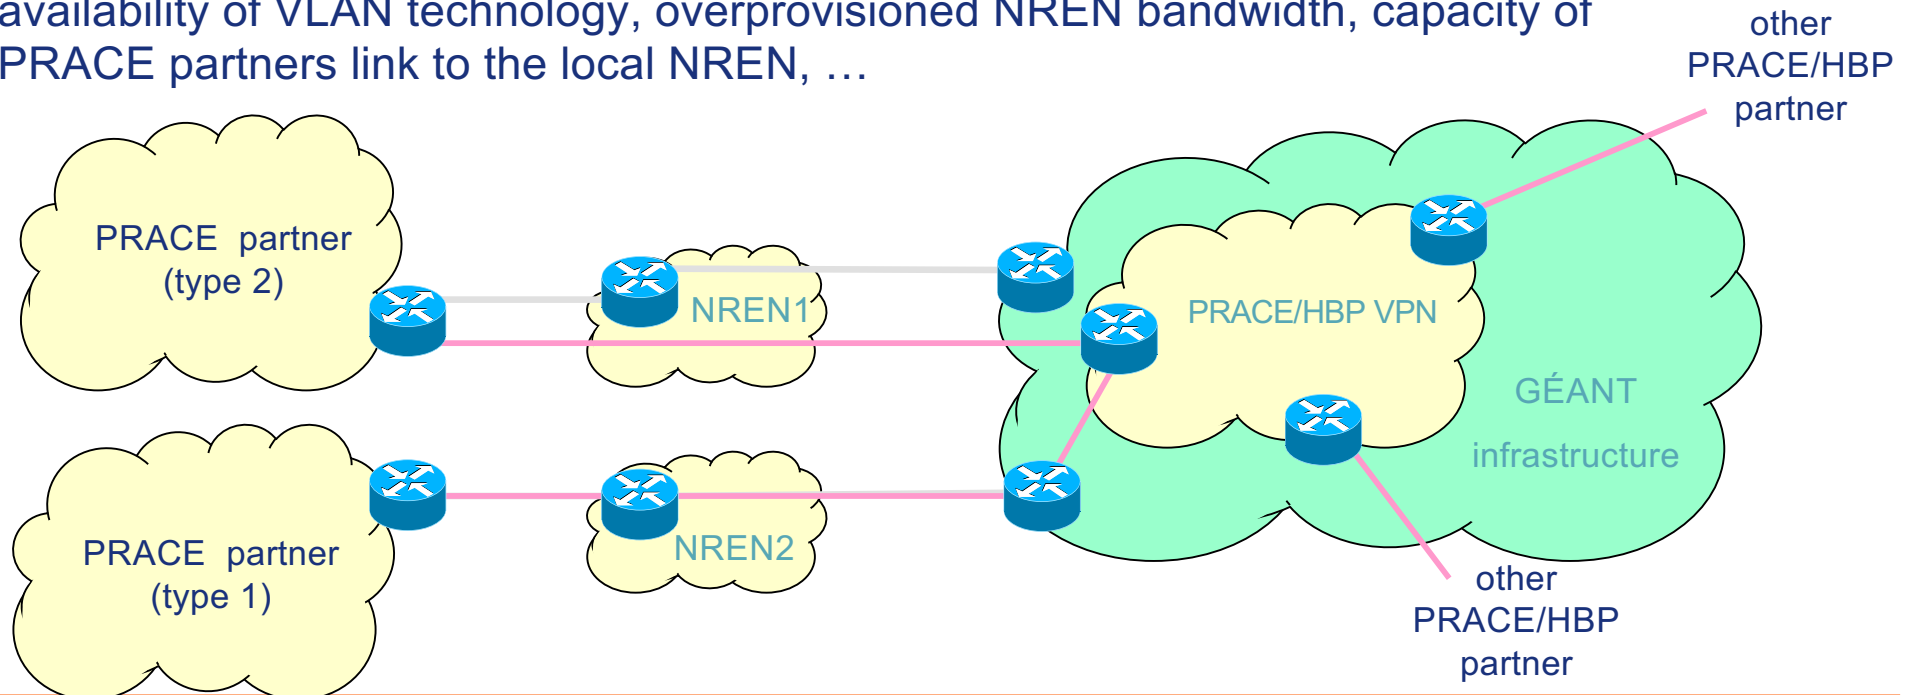 availability of VLAN technology, overprovisioned NREN bandwidth, capacity of
PRACE partners link to the local NREN, …
other
PRACE/HBP
partner
PRACE partner
(type 2)
NREN1
PRACE/HBP VPN
GÉANT
infrastructure
PRACE partner
(type 1)
NREN2
other
PRACE/HBP
partner